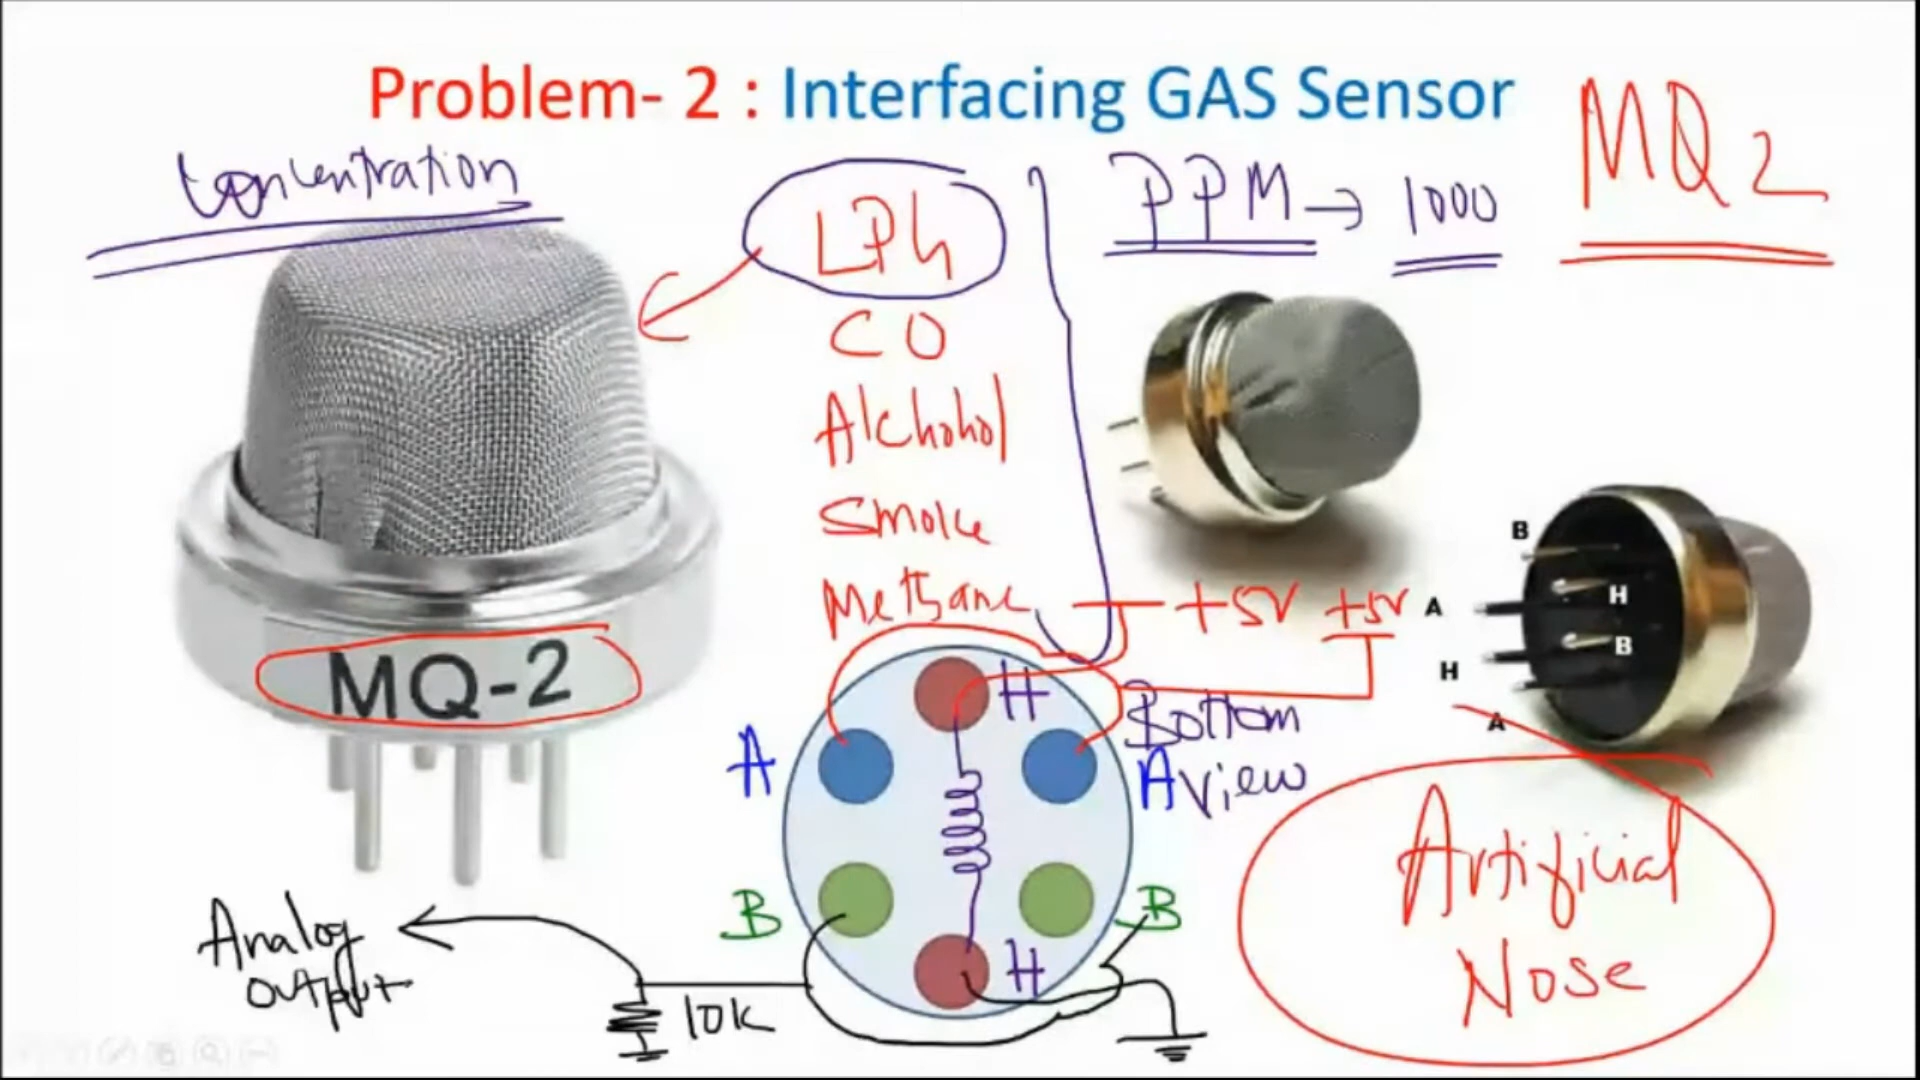 Problem- 2 : Interfacing GAS Sensor
MQ2
Concentration
PPM → 1000
LPG
CO
Alchohol
Smoke
Methane
+5V
+5V
MQ-2
B
H
A
B
H
A
H
A
A
Bottom
view
B
B
H
Analog
output
10K
Artificial
Nose